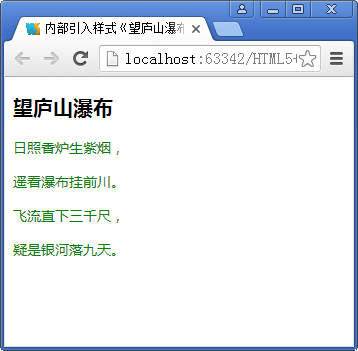 内部引入样式《望庐山瀑布
localhost:63342/HTML5
望庐山瀑布
日照香炉生紫烟，
遥看瀑布挂前川。
飞流直下三千尺，
疑是银河落九天。